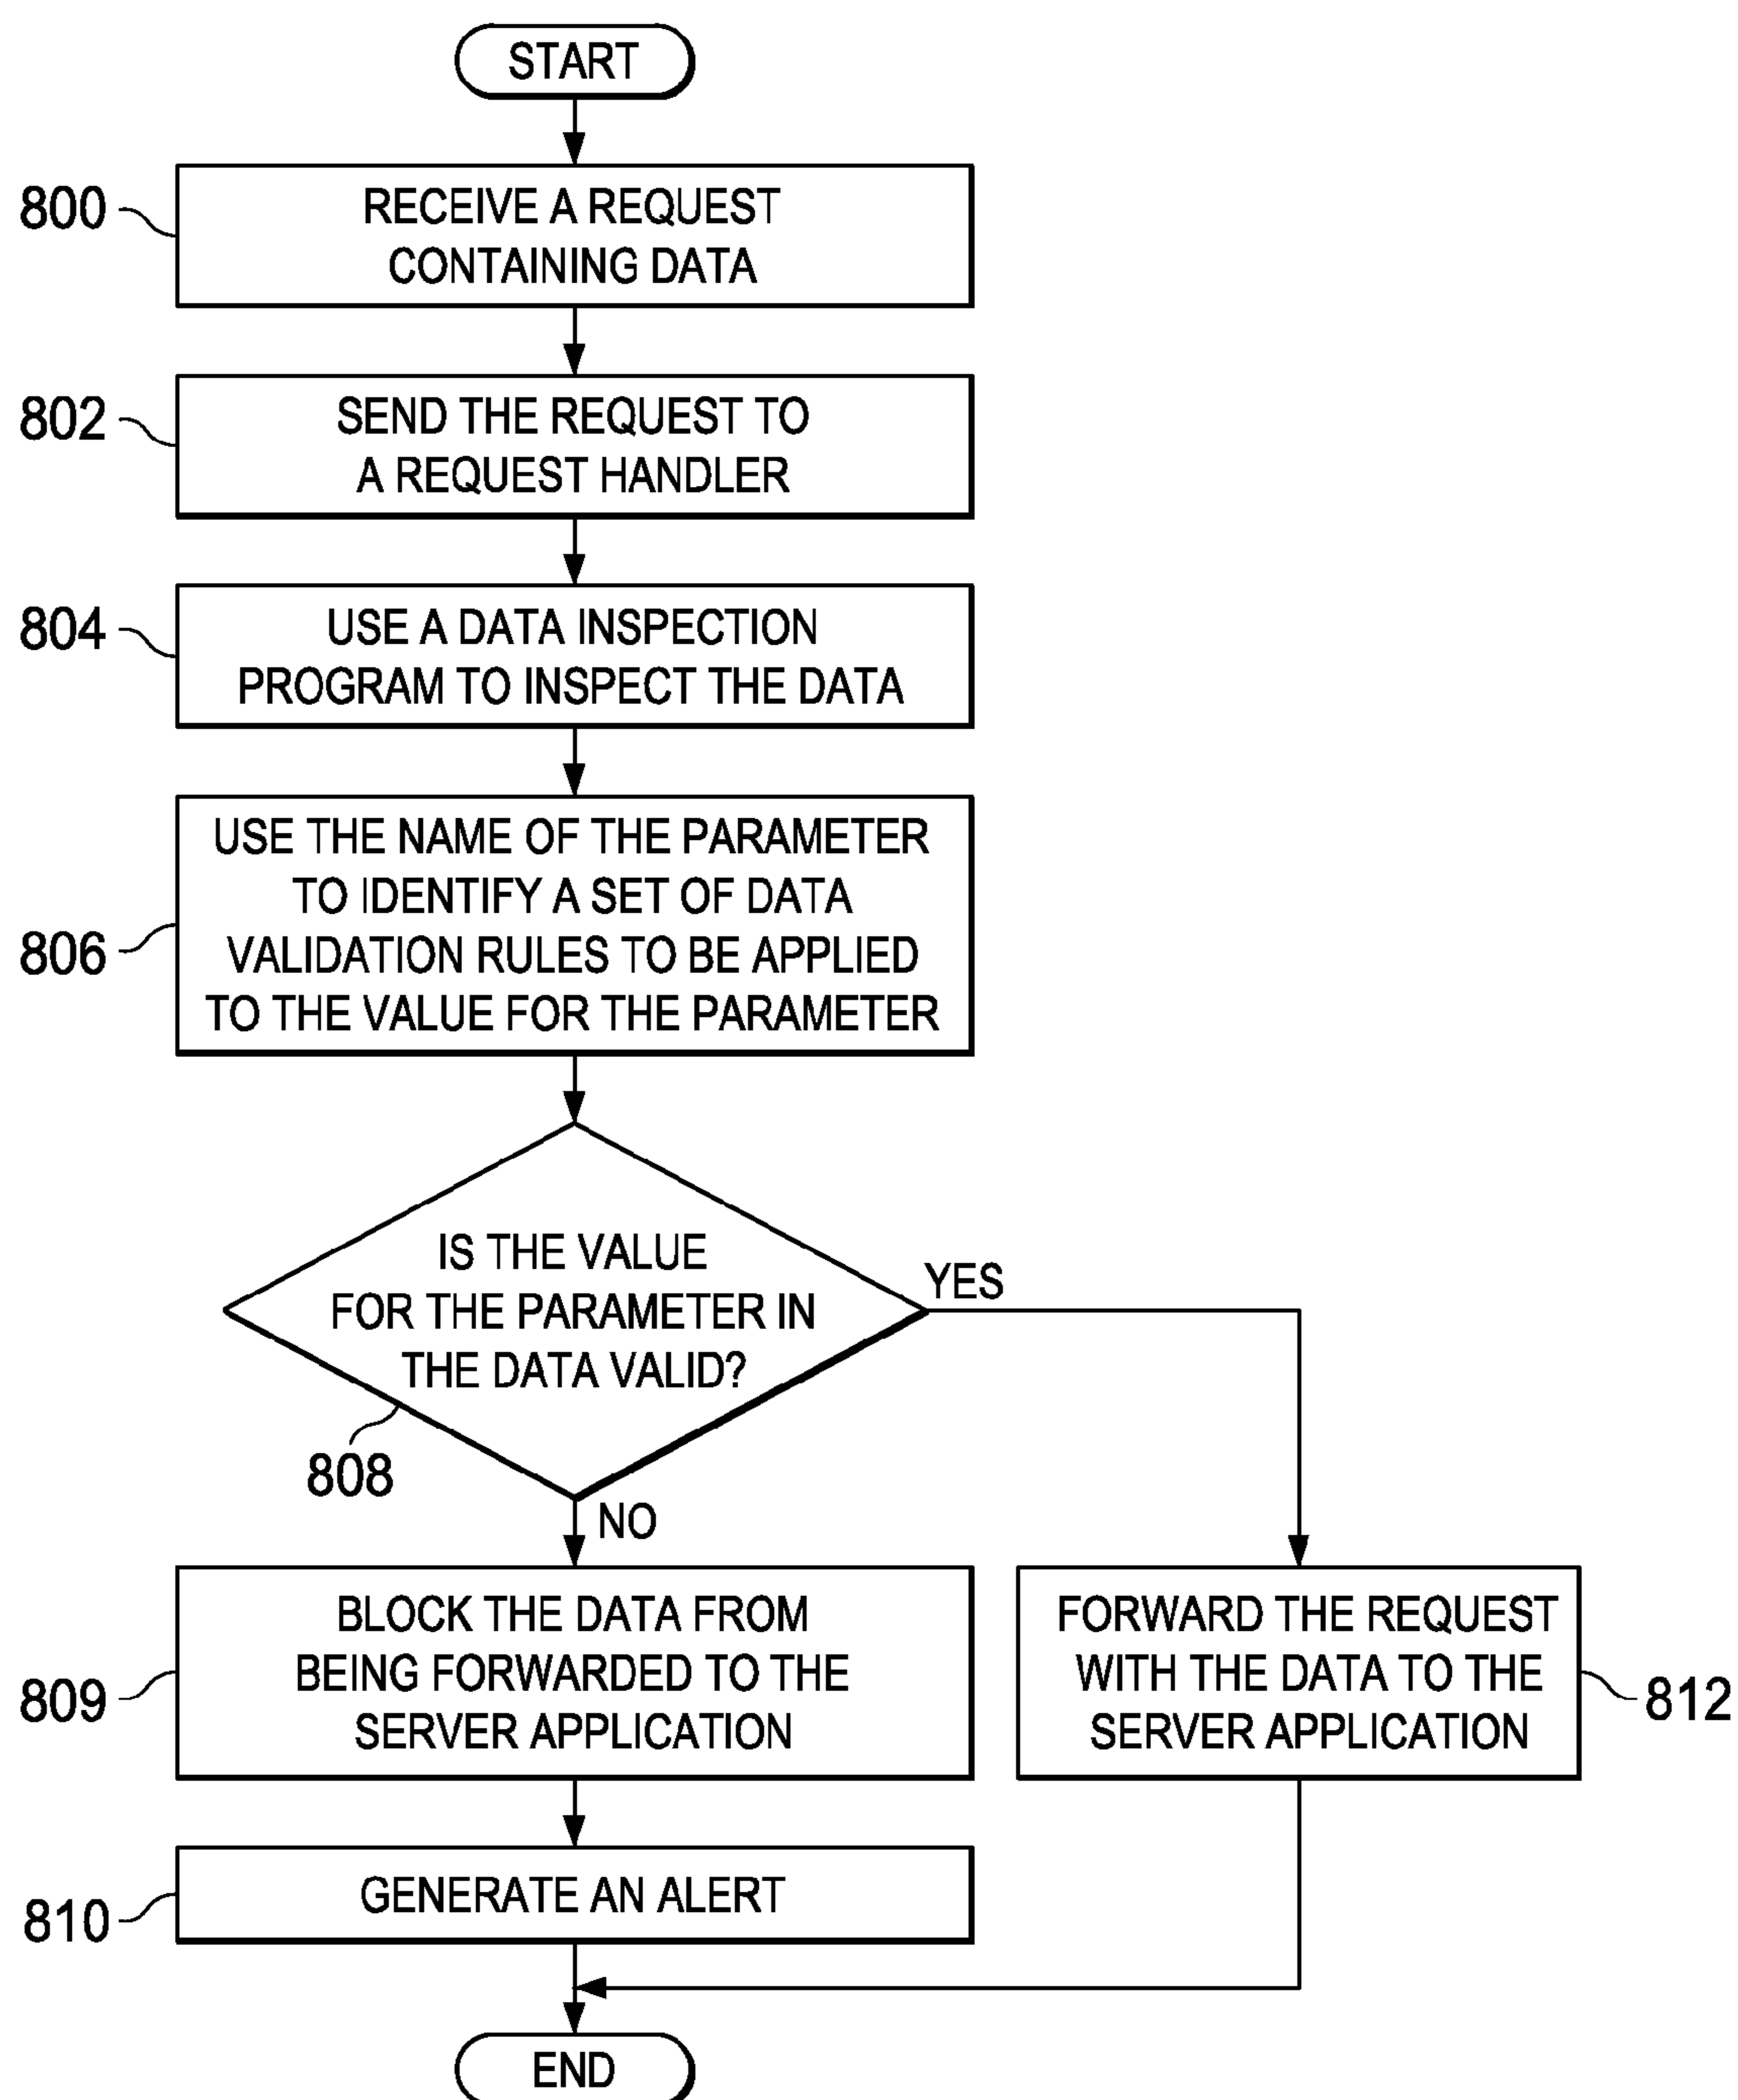 START
800
RECEIVE A REQUEST
CONTAINING DATA
802
SEND THE REQUEST TO
A REQUEST HANDLER
804
USE A DATA INSPECTION
PROGRAM TO INSPECT THE DATA
806
USE THE NAME OF THE PARAMETER
TO IDENTIFY A SET OF DATA
VALIDATION RULES TO BE APPLIED
TO THE VALUE FOR THE PARAMETER
IS THE VALUE
FOR THE PARAMETER IN
THE DATA VALID?
YES
808
NO
809
BLOCK THE DATA FROM
BEING FORWARDED TO THE
SERVER APPLICATION
FORWARD THE REQUEST
WITH THE DATA TO THE
SERVER APPLICATION
812
810
GENERATE AN ALERT
END